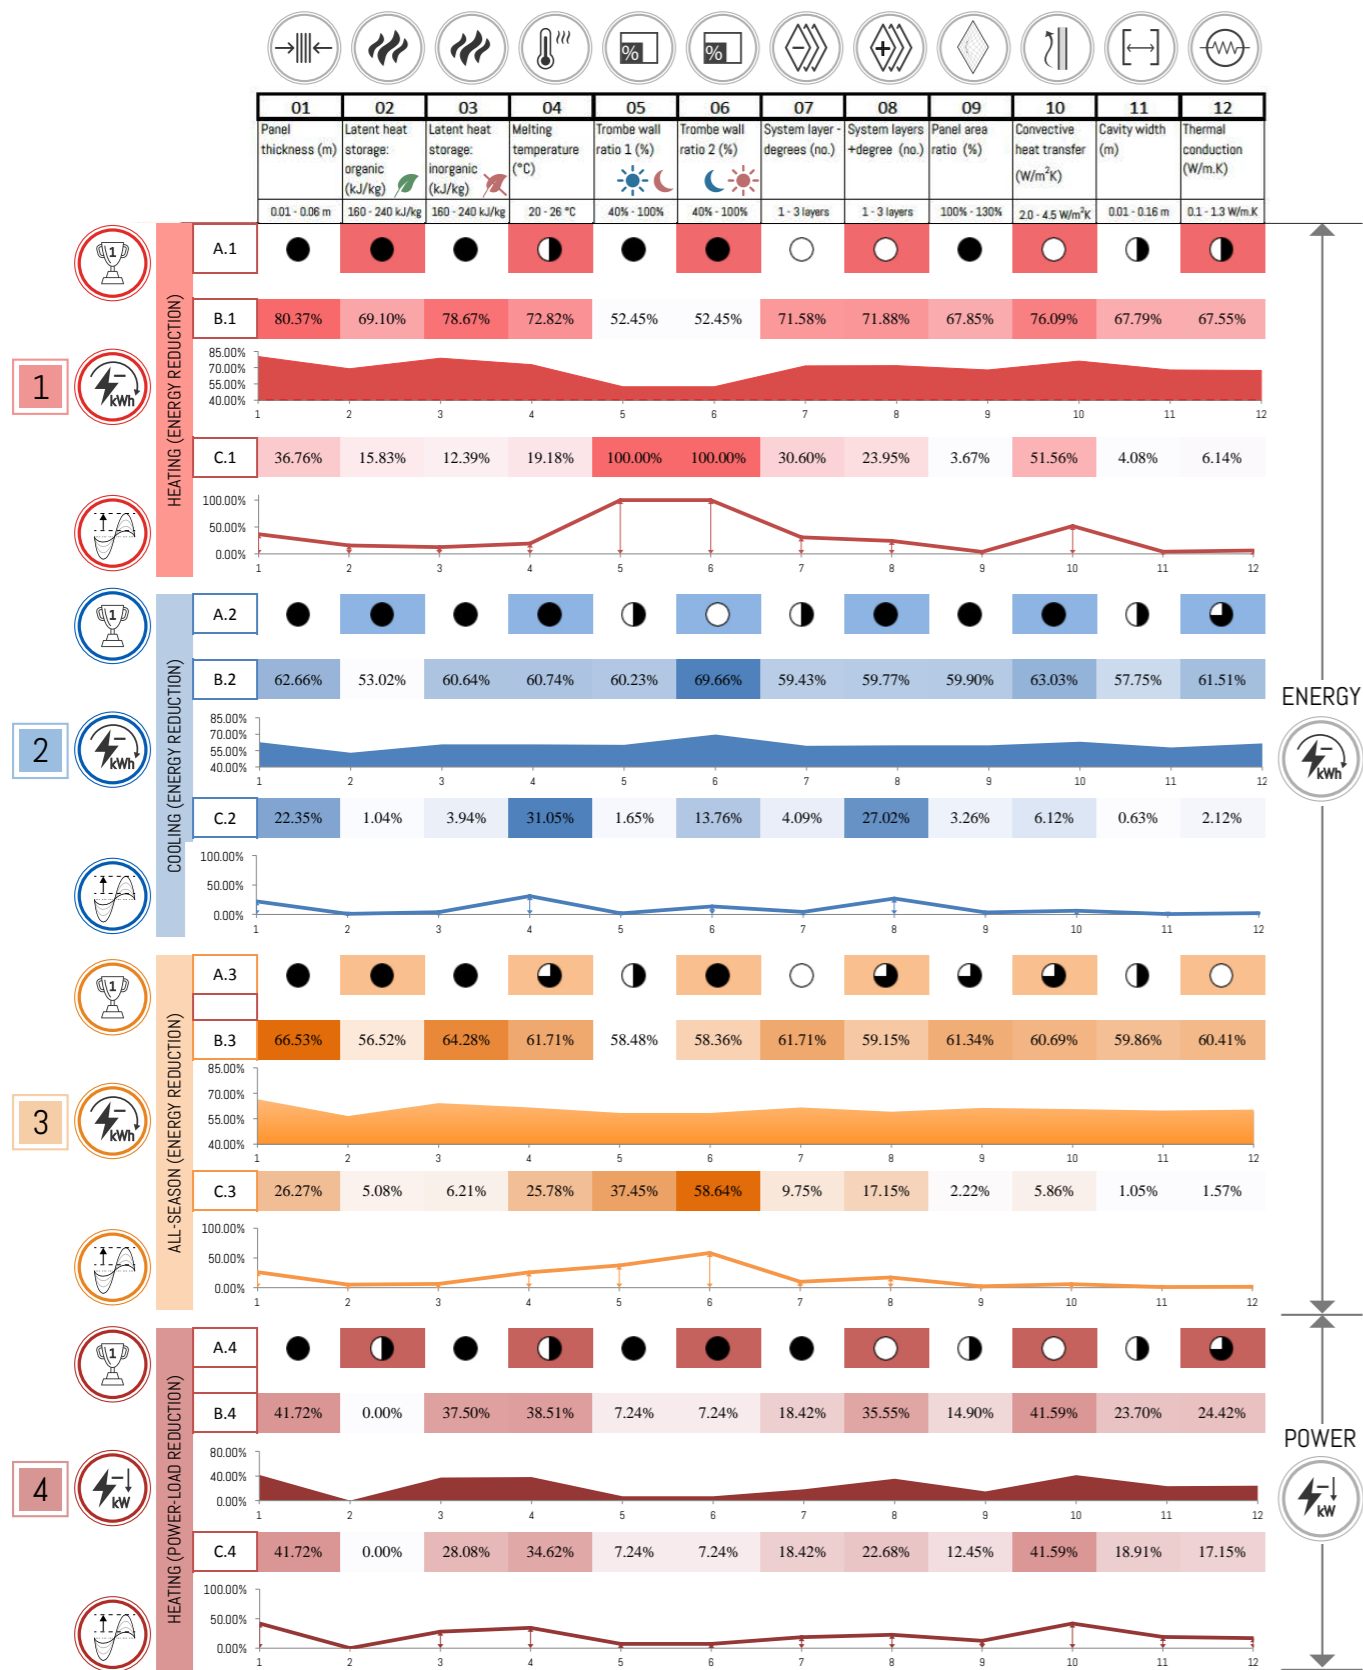 % %
01 02 03 04 05 06 07 08 09 10 11 12
Panel thickness (m)
Latent heat storage: organic (kJ/kg)
Latent heat storage: inorganic (kJ/kg)
Melting temperature (°C)
Trombe wall ratio 1 (%)
Trombe wall ratio 2 (%)
System layer - degrees (no.)
System layers +degree (no.)
Panel area ratio (%)
Convective heat transfer (W/m²K)
Cavity width (m)
Thermal conduction (W/m.K)
0.01 - 0.06 m 160 - 240 kJ/kg 160 - 240 kJ/kg 20 - 26 °C 40% - 100% 40% - 100% 1 - 3 layers 1 - 3 layers 100% - 130% 2.0 - 4.5 W/m²K 0.01 - 0.16 m 0.1 - 1.3 W/m.K
1
HEATING (ENERGY REDUCTION)
1
kWh
A.1
B.1 80.37% 69.10% 78.67% 72.82% 52.45% 52.45% 71.58% 71.88% 67.85% 76.09% 67.79% 67.55%
85.00%
70.00%
55.00%
40.00%
1 2 3 4 5 6 7 8 9 10 11 12
C.1 36.76% 15.83% 12.39% 19.18% 100.00% 100.00% 30.60% 23.95% 3.67% 51.56% 4.08% 6.14%
100.00%
50.00%
0.00%
1 2 3 4 5 6 7 8 9 10 11 12
1
COOLING (ENERGY REDUCTION)
2
kWh
A.2
B.2 62.66% 53.02% 60.64% 60.74% 60.23% 69.66% 59.43% 59.77% 59.90% 63.03% 57.75% 61.51%
85.00%
70.00%
55.00%
40.00%
1 2 3 4 5 6 7 8 9 10 11 12
C.2 22.35% 1.04% 3.94% 31.05% 1.65% 13.76% 4.09% 27.02% 3.26% 6.12% 0.63% 2.12%
100.00%
50.00%
0.00%
1 2 3 4 5 6 7 8 9 10 11 12
ENERGY
kWh
1
ALL-SEASON (ENERGY REDUCTION)
3
kWh
A.3
B.3 66.53% 56.52% 64.28% 61.71% 58.48% 58.36% 61.71% 59.15% 61.34% 60.69% 59.86% 60.41%
85.00%
70.00%
55.00%
40.00%
1 2 3 4 5 6 7 8 9 10 11 12
C.3 26.27% 5.08% 6.21% 25.78% 37.45% 58.64% 9.75% 17.15% 2.22% 5.86% 1.05% 1.57%
100.00%
50.00%
0.00%
1 2 3 4 5 6 7 8 9 10 11 12
1
HEATING (POWER-LOAD REDUCTION)
4
kW
A.4
B.4 41.72% 0.00% 37.50% 38.51% 7.24% 7.24% 18.42% 35.55% 14.90% 41.59% 23.70% 24.42%
80.00%
40.00%
0.00%
1 2 3 4 5 6 7 8 9 10 11 12
C.4 41.72% 0.00% 28.08% 34.62% 7.24% 7.24% 18.42% 22.68% 12.45% 41.59% 18.91% 17.15%
100.00%
50.00%
0.00%
1 2 3 4 5 6 7 8 9 10 11 12
POWER
kW